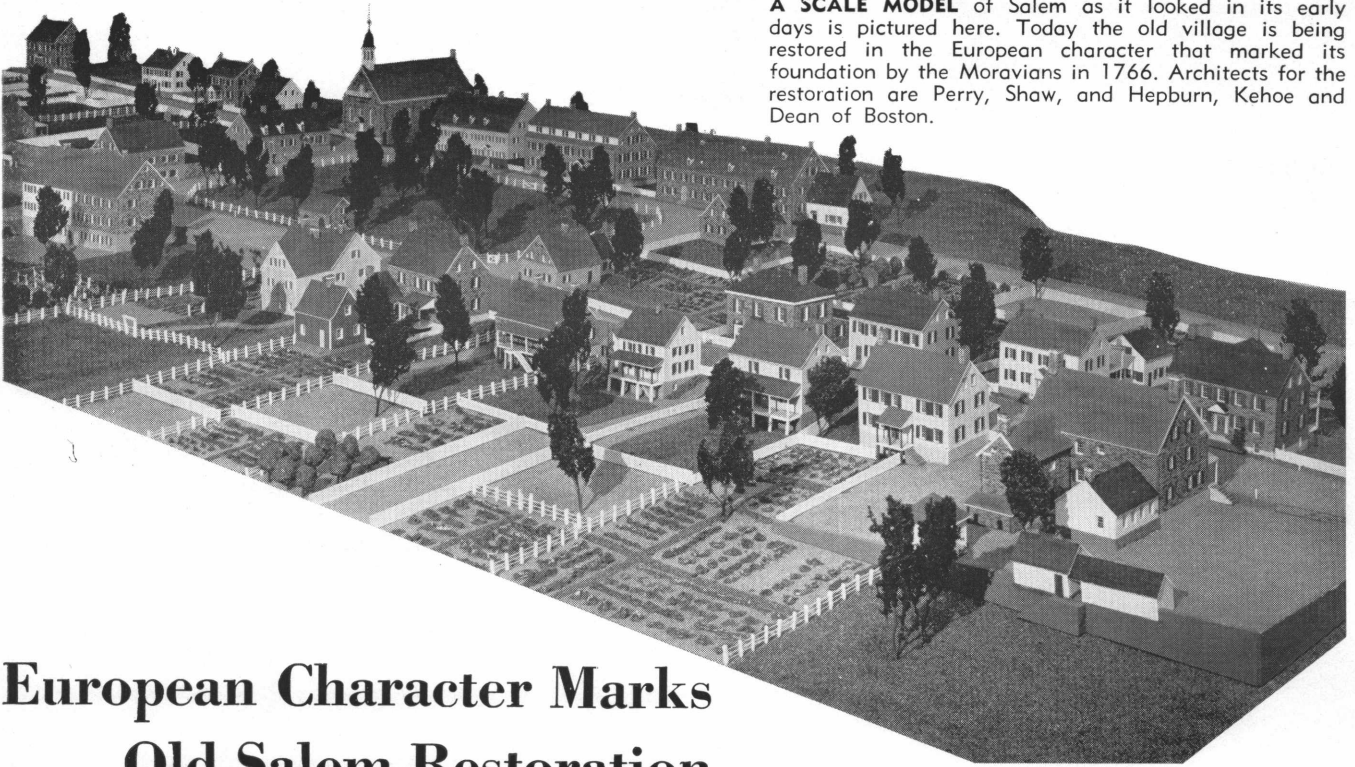 A SCALE MODEL of Salem as it looked in its early
days is pictured here. Today the old village is being
restored in the European character that marked its
foundation by the Moravians in 1766. Architects for the
restoration are Perry, Shaw, and Hepburn, Kehoe and
Dean of Boston.
European Character Marks
Old Salem Restoration